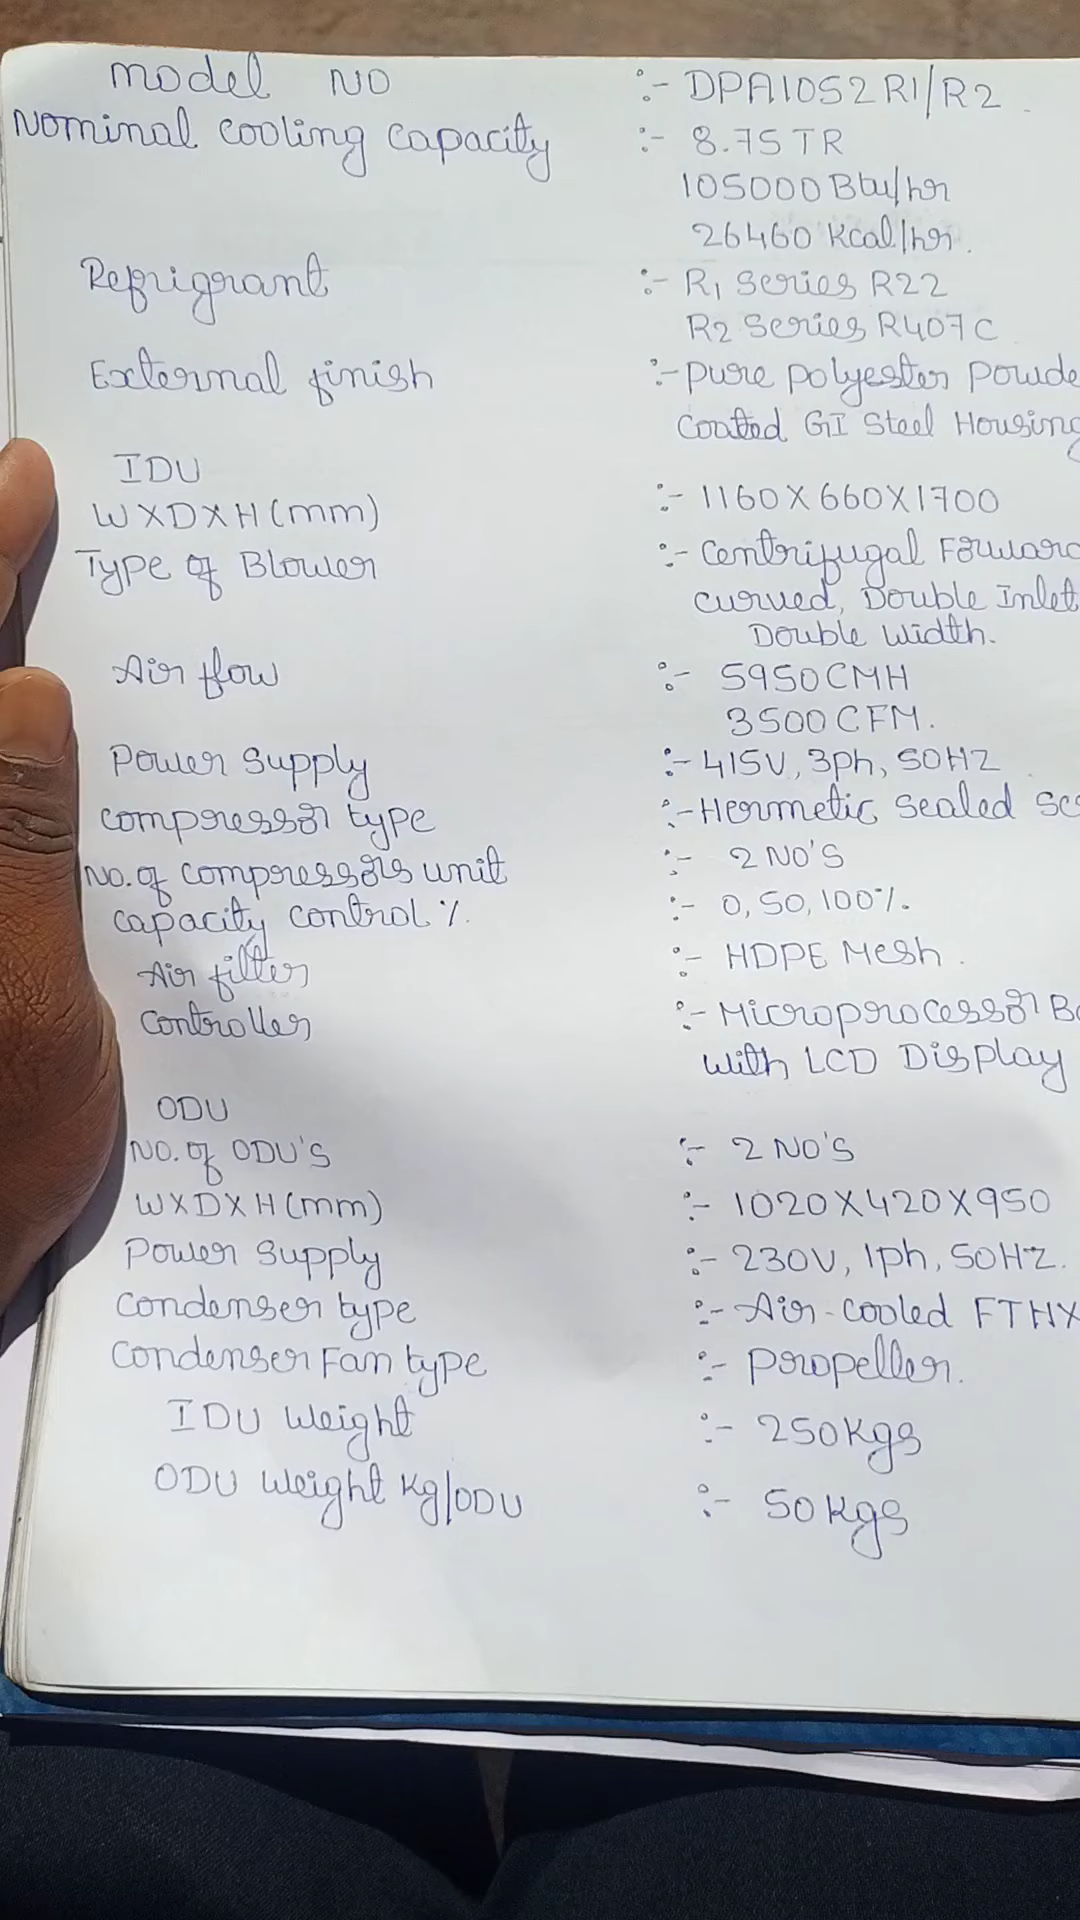 model NO :- DPA1052R1/R2
Nominal cooling capacity :- 8.75TR
105000 Btu/hr
26460 Kcal/hr.
Refrigrant :- R1 Series R22
R2 Series R407C
External finish :- pure polyester Powde
Coated GI Steel Housing
IDU
WXDXH(mm) :- 1160X660X1700
Type of Blower :- Centrifugal Forward
curved, Double Inlet
Double Width.
Air flow :- 5950CMH
3500CFM.
Power Supply :- 415V, 3ph, 50HZ
compressor type :- Hermetic Sealed
No. of compressors unit :- 2 NO'S
capacity control % :- 0, 50, 100%.
Air filter :- HDPE Mesh.
controller :- Microprocessor
with LCD Display
ODU
NO. of ODU'S :- 2 NO'S
WXDXH(mm) :- 1020X420X950
Power Supply :- 230V, 1ph, 50HZ.
condenser type :- Air-cooled FTHX
condenser Fan type :- Propeller.
IDU Weight :- 250Kgs
ODU Weight Kg/ODU :- 50Kgs